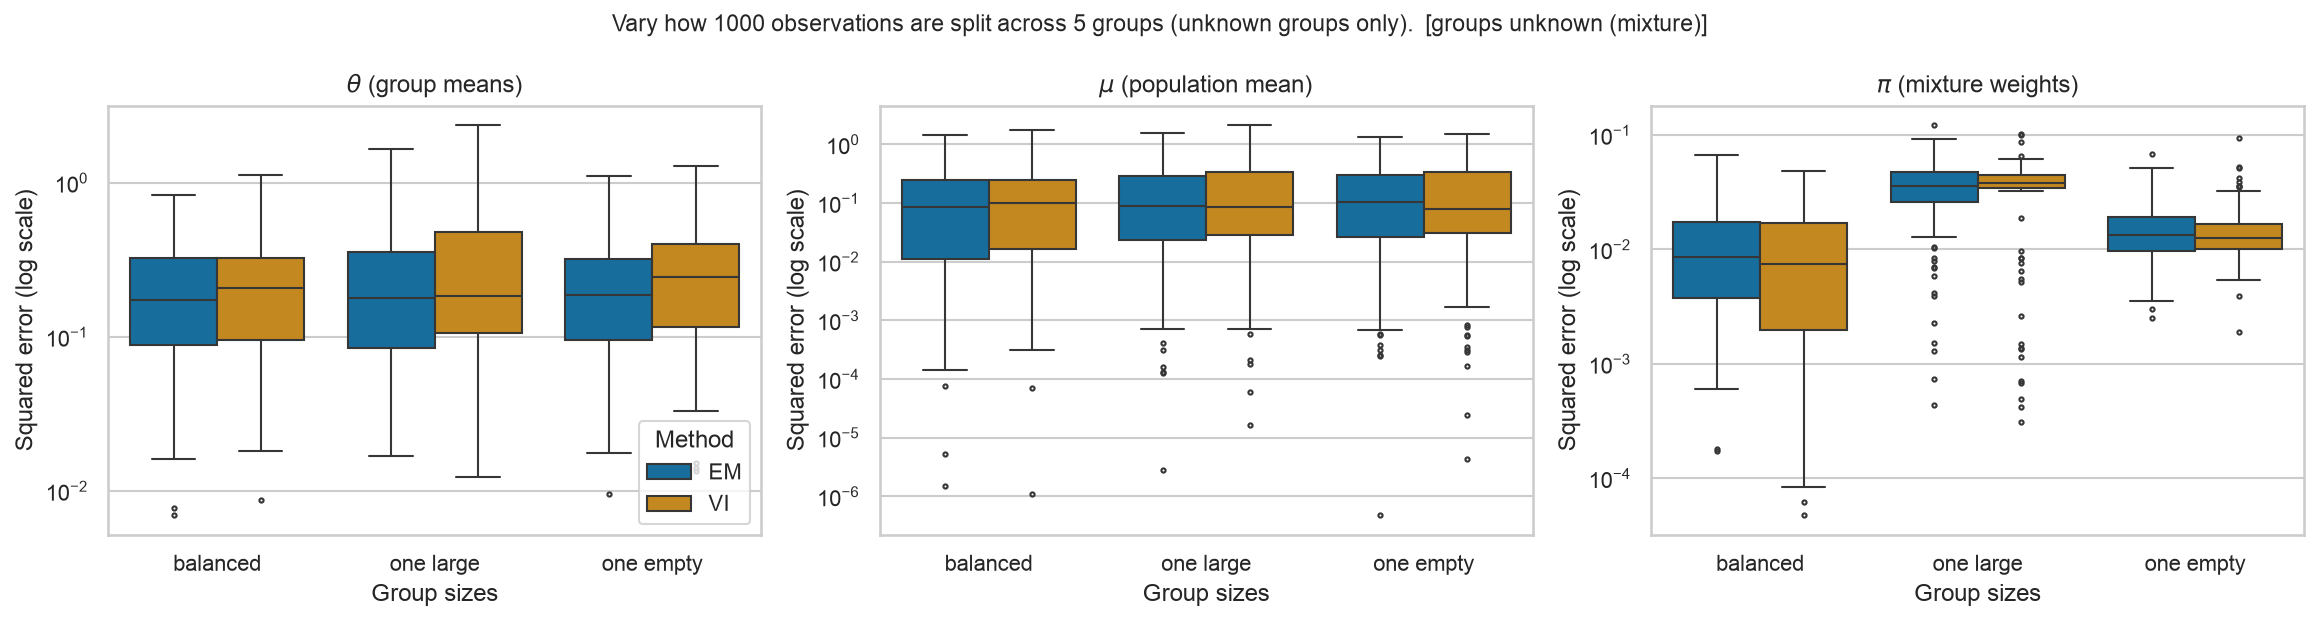 Vary how 1000 observations are split across 5 groups (unknown groups only).  [groups unknown (mixture)]
θ (group means)
Squared error (log scale)
10⁰
10⁻¹
10⁻²
balanced
one large
one empty
Group sizes
Method
EM
VI
μ (population mean)
Squared error (log scale)
10⁰
10⁻¹
10⁻²
10⁻³
10⁻⁴
10⁻⁵
10⁻⁶
balanced
one large
one empty
Group sizes
π (mixture weights)
Squared error (log scale)
10⁻¹
10⁻²
10⁻³
10⁻⁴
balanced
one large
one empty
Group sizes